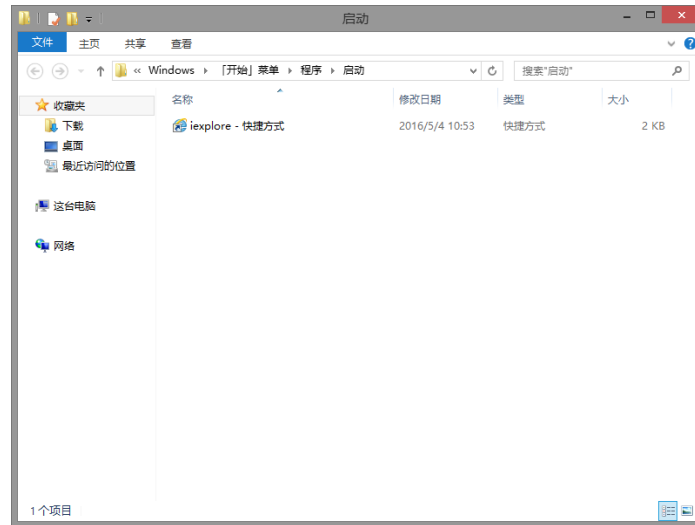 启动
文件 主页 共享 查看
« Windows 「开始」菜单 程序 启动 搜索"启动"
名称 修改日期 类型 大小
收藏夹
下载
桌面
最近访问的位置
这台电脑
网络
iexplore - 快捷方式 2016/5/4 10:53 快捷方式 2 KB
1 个项目